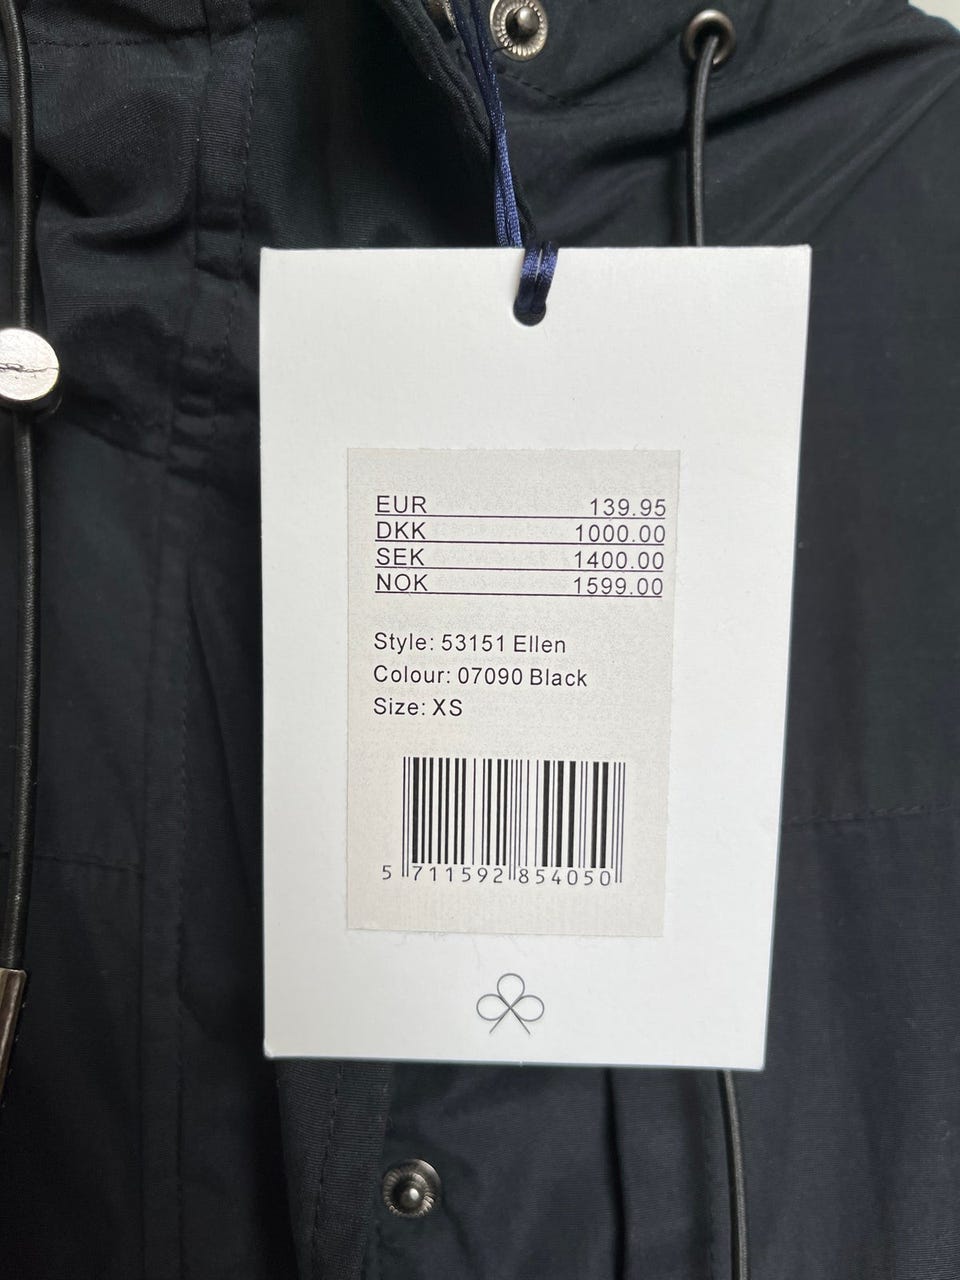 EUR 139.95
DKK 1000.00
SEK 1400.00
NOK 1599.00
Style: 53151 Ellen
Colour: 07090 Black
Size: XS
5 711592 854050